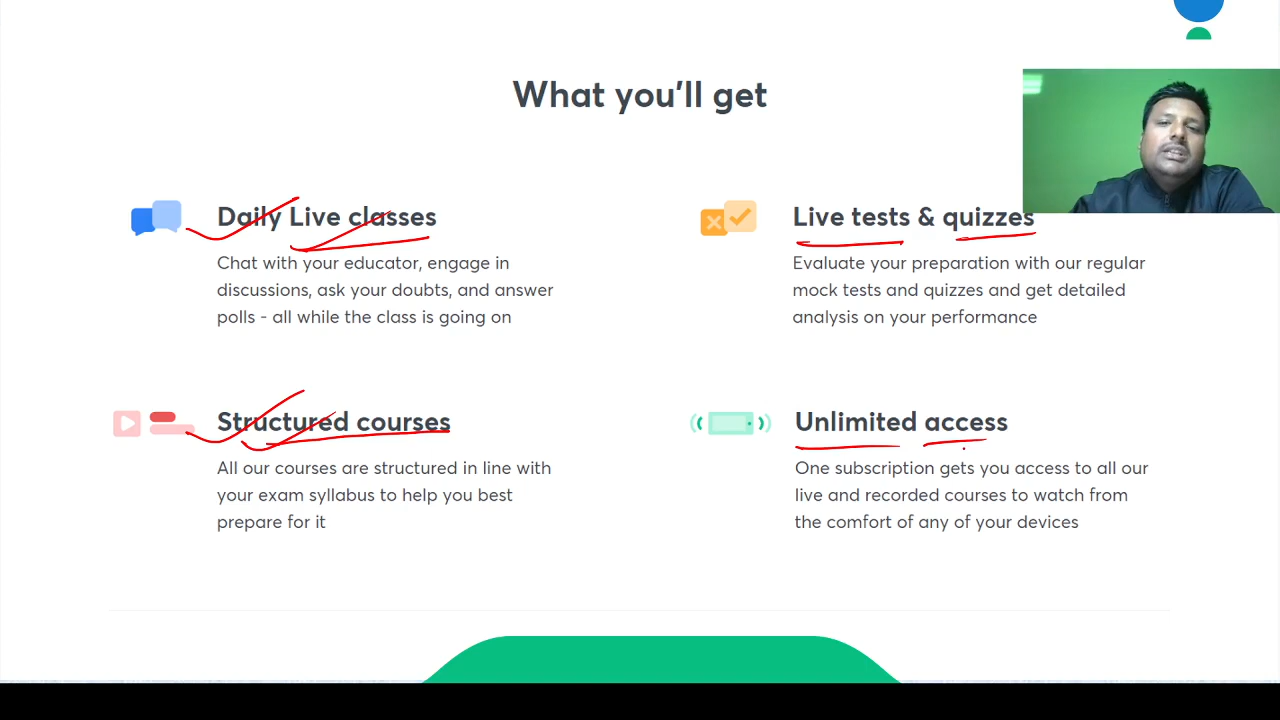 What you'll get
Daily Live classes
Chat with your educator, engage in
discussions, ask your doubts, and answer
polls - all while the class is going on
Live tests & quizzes
Evaluate your preparation with our regular
mock tests and quizzes and get detailed
analysis on your performance
Structured courses
All our courses are structured in line with
your exam syllabus to help you best
prepare for it
Unlimited access
One subscription gets you access to all our
live and recorded courses to watch from
the comfort of any of your devices